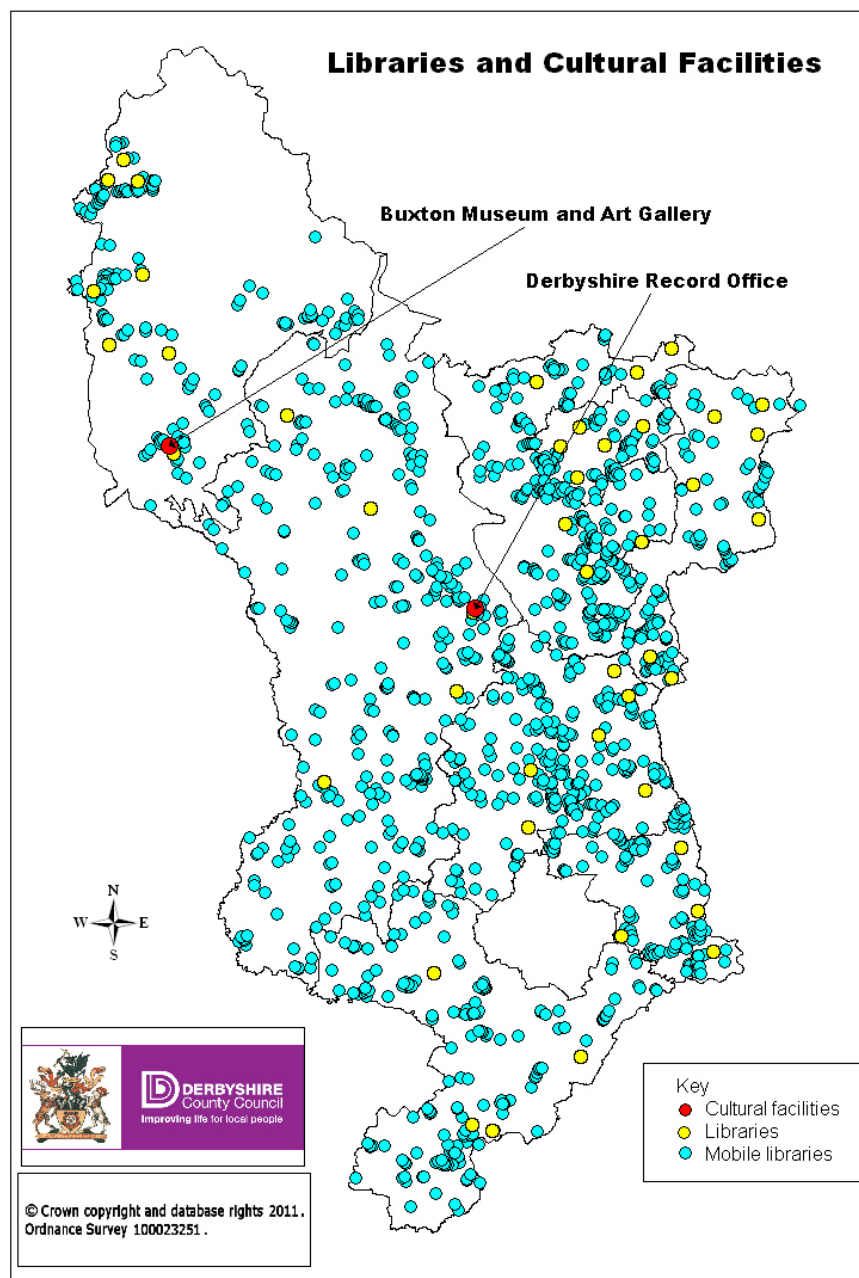 Libraries and Cultural Facilities
Buxton Museum and Art Gallery
Derbyshire Record Office
N
W E
S
DERBYSHIRE
County Council
Improving life for local people
Key
Cultural facilities
Libraries
Mobile libraries
© Crown copyright and database rights 2011.
Ordnance Survey 100023251.